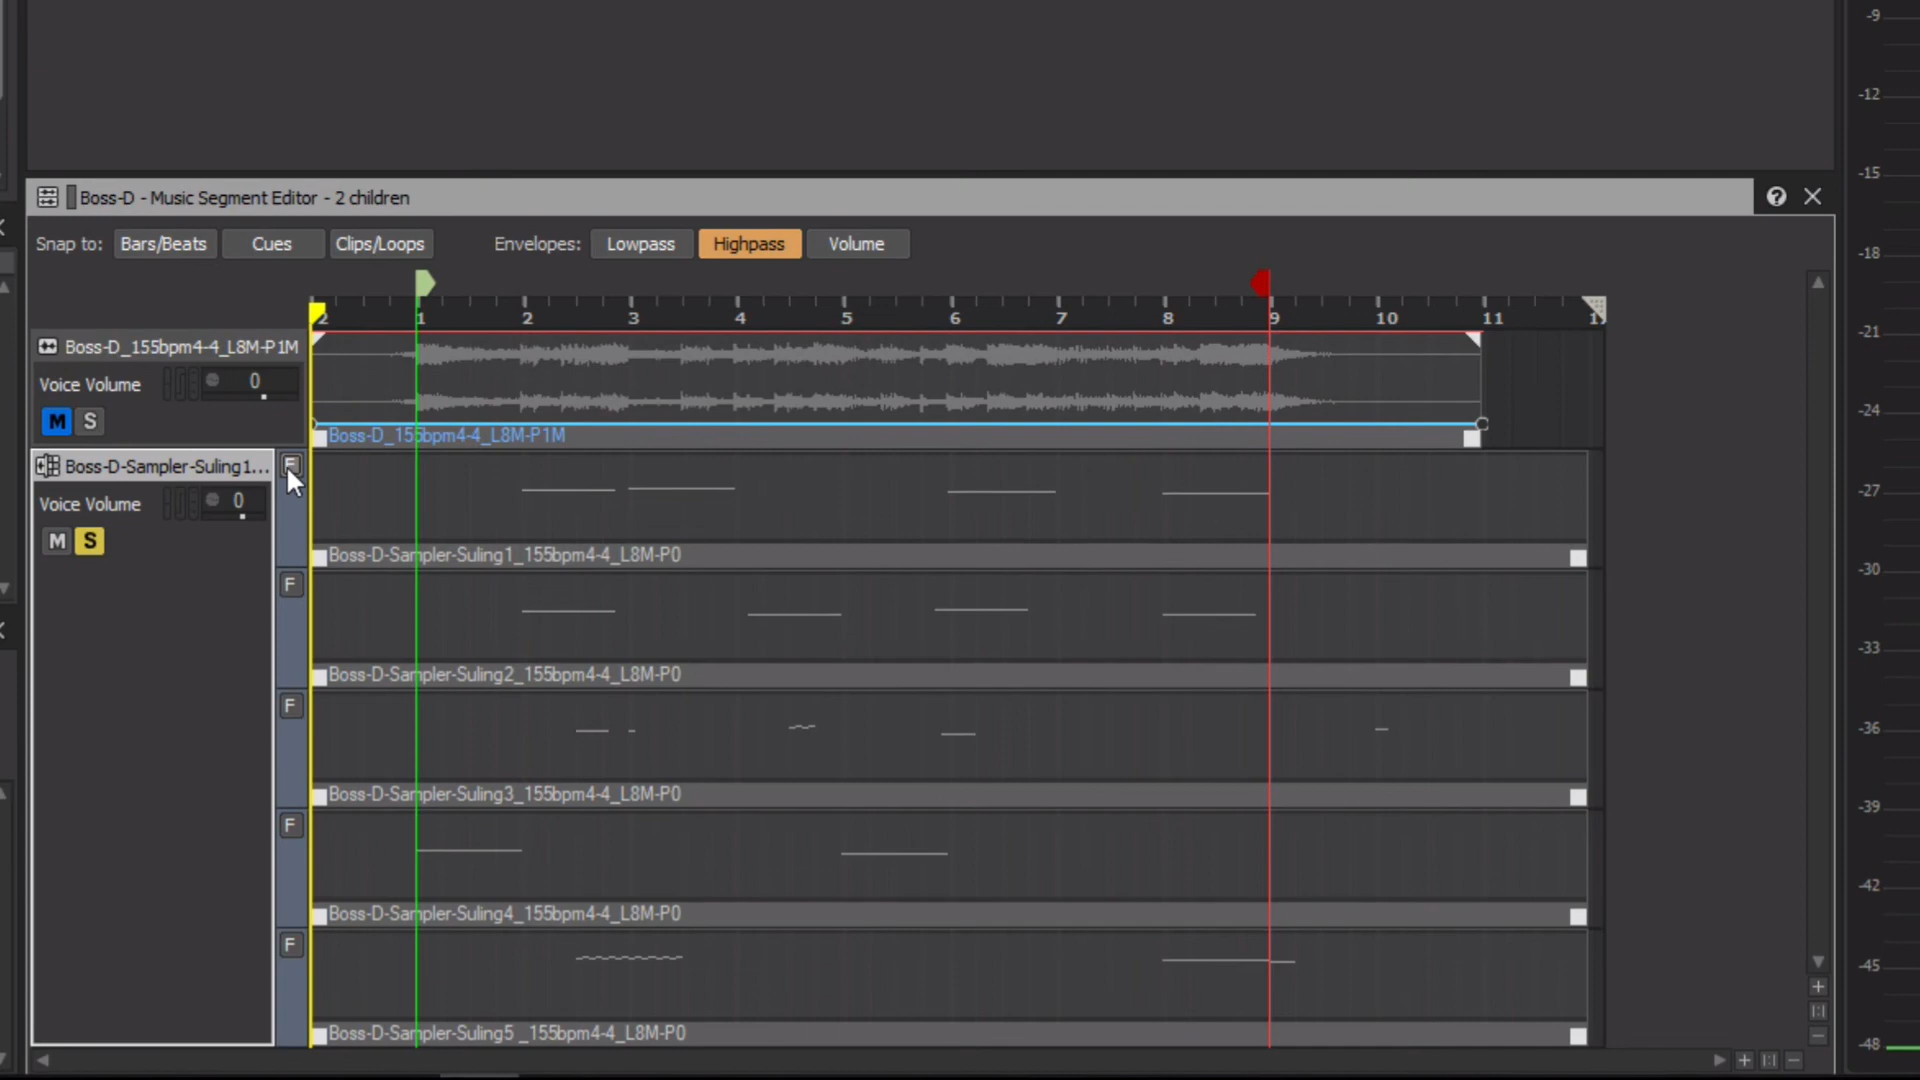 -9
-12
-15
Boss-D - Music Segment Editor - 2 children
-18
Snap to: Bars/Beats Cues Clips/Loops Envelopes: Lowpass Highpass Volume
2 1 2 3 4 5 6 7 8 9 10 11
-21
Boss-D_155bpm4-4_L8M-P1M
Voice Volume 0
-24
M S
Boss-D_155bpm4-4_L8M-P1M
Boss-D-Sampler-Suling1...
-27
Voice Volume 0
M S
Boss-D-Sampler-Suling1_155bpm4-4_L8M-P0
-30
F
-33
Boss-D-Sampler-Suling2_155bpm4-4_L8M-P0
F
-36
Boss-D-Sampler-Suling3_155bpm4-4_L8M-P0
-39
F
-42
Boss-D-Sampler-Suling4_155bpm4-4_L8M-P0
F
-45
Boss-D-Sampler-Suling5 _155bpm4-4_L8M-P0
-48